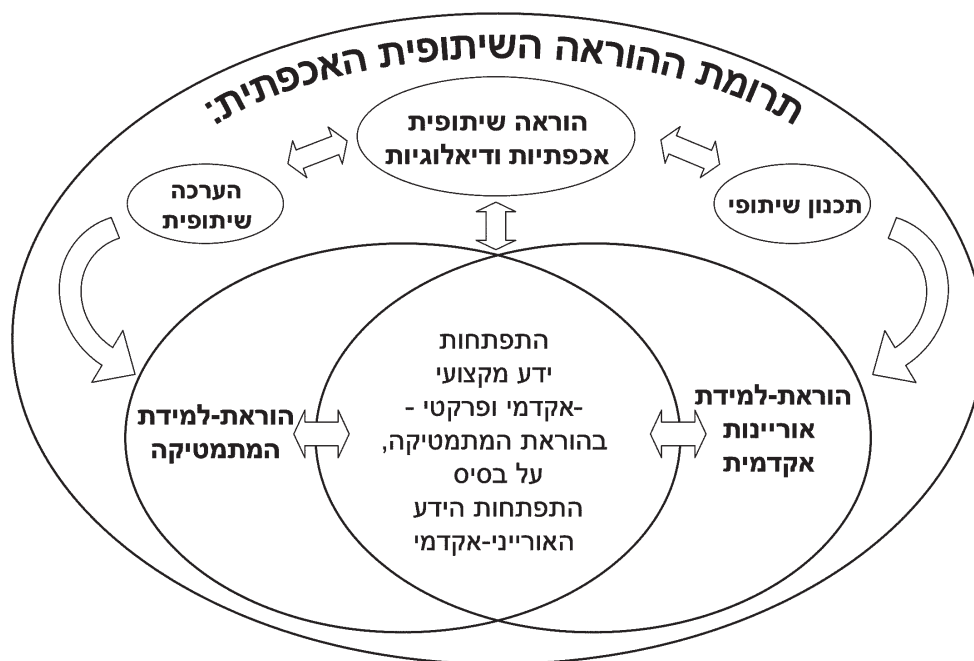 תרומת ההוראה השיתופית האכפתית:
הוראה שיתופית
אכפתיות ודיאלוגיות
תכנון שיתופי
הערכה
שיתופית
הוראת-למידת
אוריינות
אקדמית
התפתחות
ידע מקצועי
-אקדמי ופרקטי -
בהוראת המתמטיקה,
על בסיס
התפתחות הידע
האורייני-אקדמי
הוראת-למידת
המתמטיקה